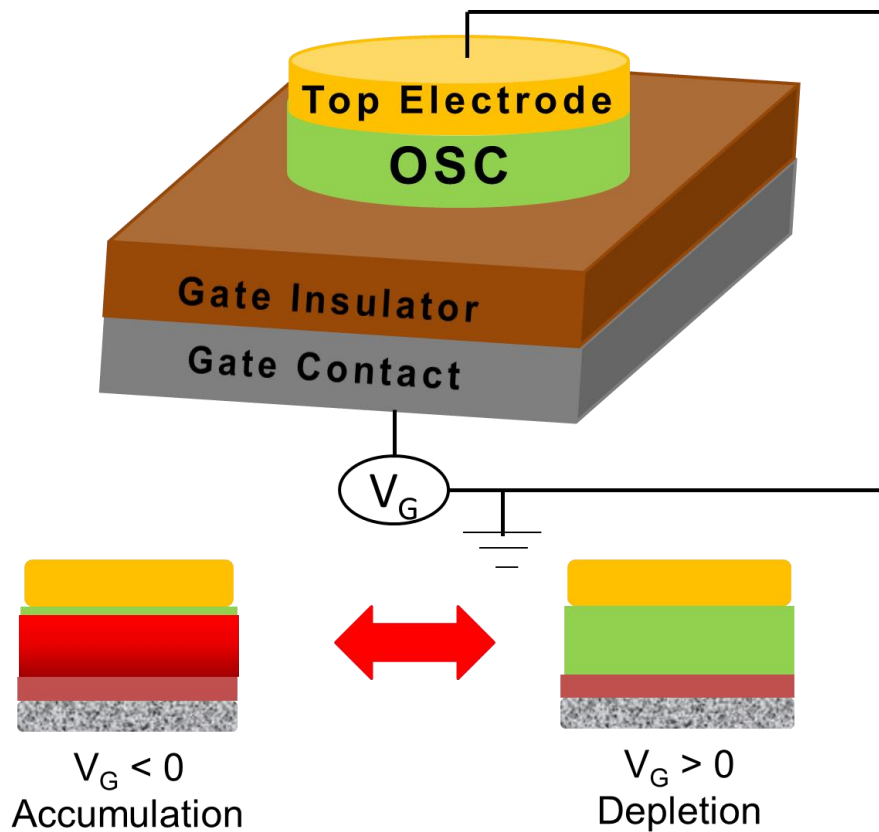 Top Electrode
OSC
Gate Insulator
Gate Contact
VG
VG < 0
Accumulation
VG > 0
Depletion